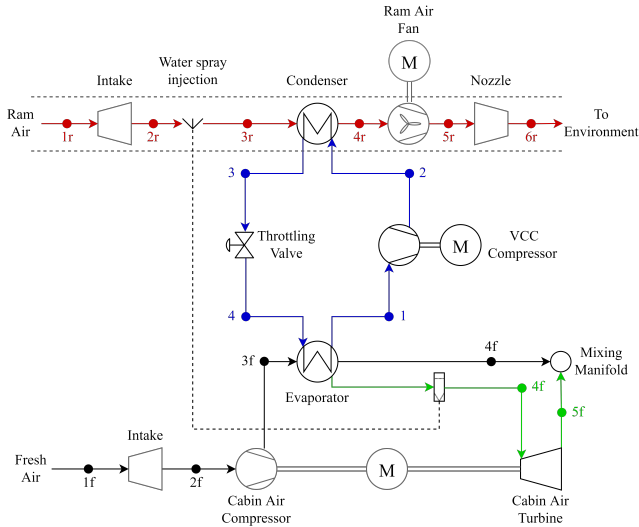 Ram Air
Fan
M
Water spray
injection
Intake
Condenser
Nozzle
Ram
Air
To
Environment
1r
2r
3r
4r
5r
6r
3
2
Throttling
Valve
M
VCC
Compressor
4
1
4f
3f
Mixing
Manifold
Evaporator
4f
5f
Intake
Fresh
Air
1f
2f
M
Cabin Air
Compressor
Cabin Air
Turbine